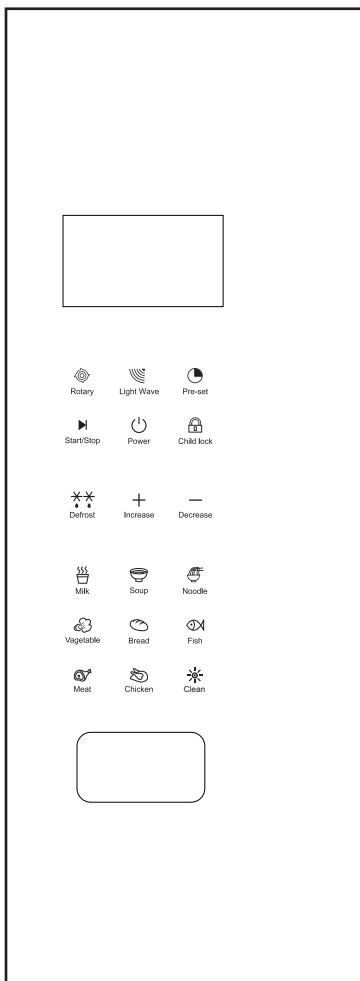 Rotary Light Wave Pre-set
Start/Stop Power Child lock
Defrost Increase Decrease
Milk Soup Noodle
Vagetable Bread Fish
Meat Chicken Clean